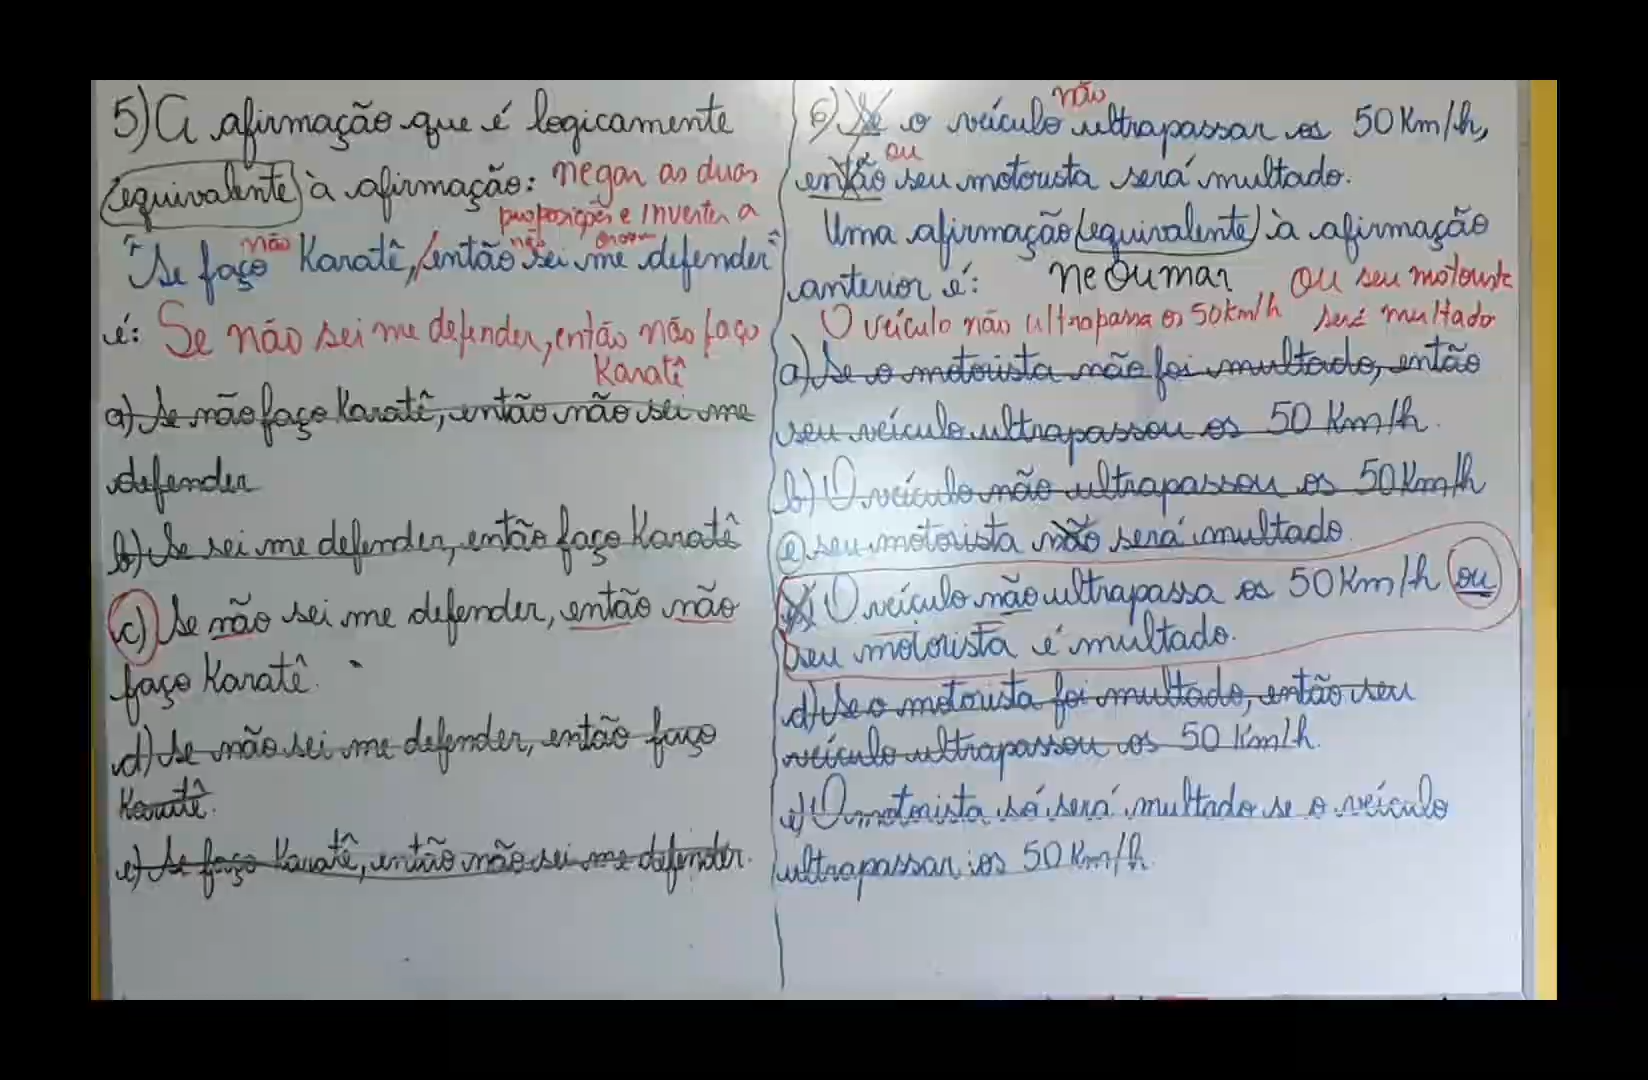 5) A afirmação que é logicamente
equivalente à afirmação: negar as duas
proposições e inverter a
ordem
não
não
"Se faço Karatê, então sei me defender"
é: Se não sei me defender, então não faço
Karatê
a) Se não faço Karatê, então não sei me
defender
b) Se sei me defender, então faço Karatê
c) Se não sei me defender, então não
faço Karatê.
d) Se não sei me defender, então faço
Karatê.
e) Se faço Karatê, então não sei me defender.
não
6) Se o veículo ultrapassar os 50 Km/h,
ou
então seu motorista será multado.
Uma afirmação equivalente à afirmação
anterior é: neOumar ou seu motorista
O veículo não ultrapassa os 50km/h será multado
a) Se o motorista não foi multado, então
seu veículo ultrapassou os 50 Km/h.
b) O veículo não ultrapassou os 50 Km/h
e seu motorista não será multado.
O veículo não ultrapassa os 50 Km/h ou
seu motorista é multado.
d) Se o motorista foi multado, então seu
veículo ultrapassou os 50 Km/h.
e) O motorista só será multado se o veículo
ultrapassar os 50 Km/h.